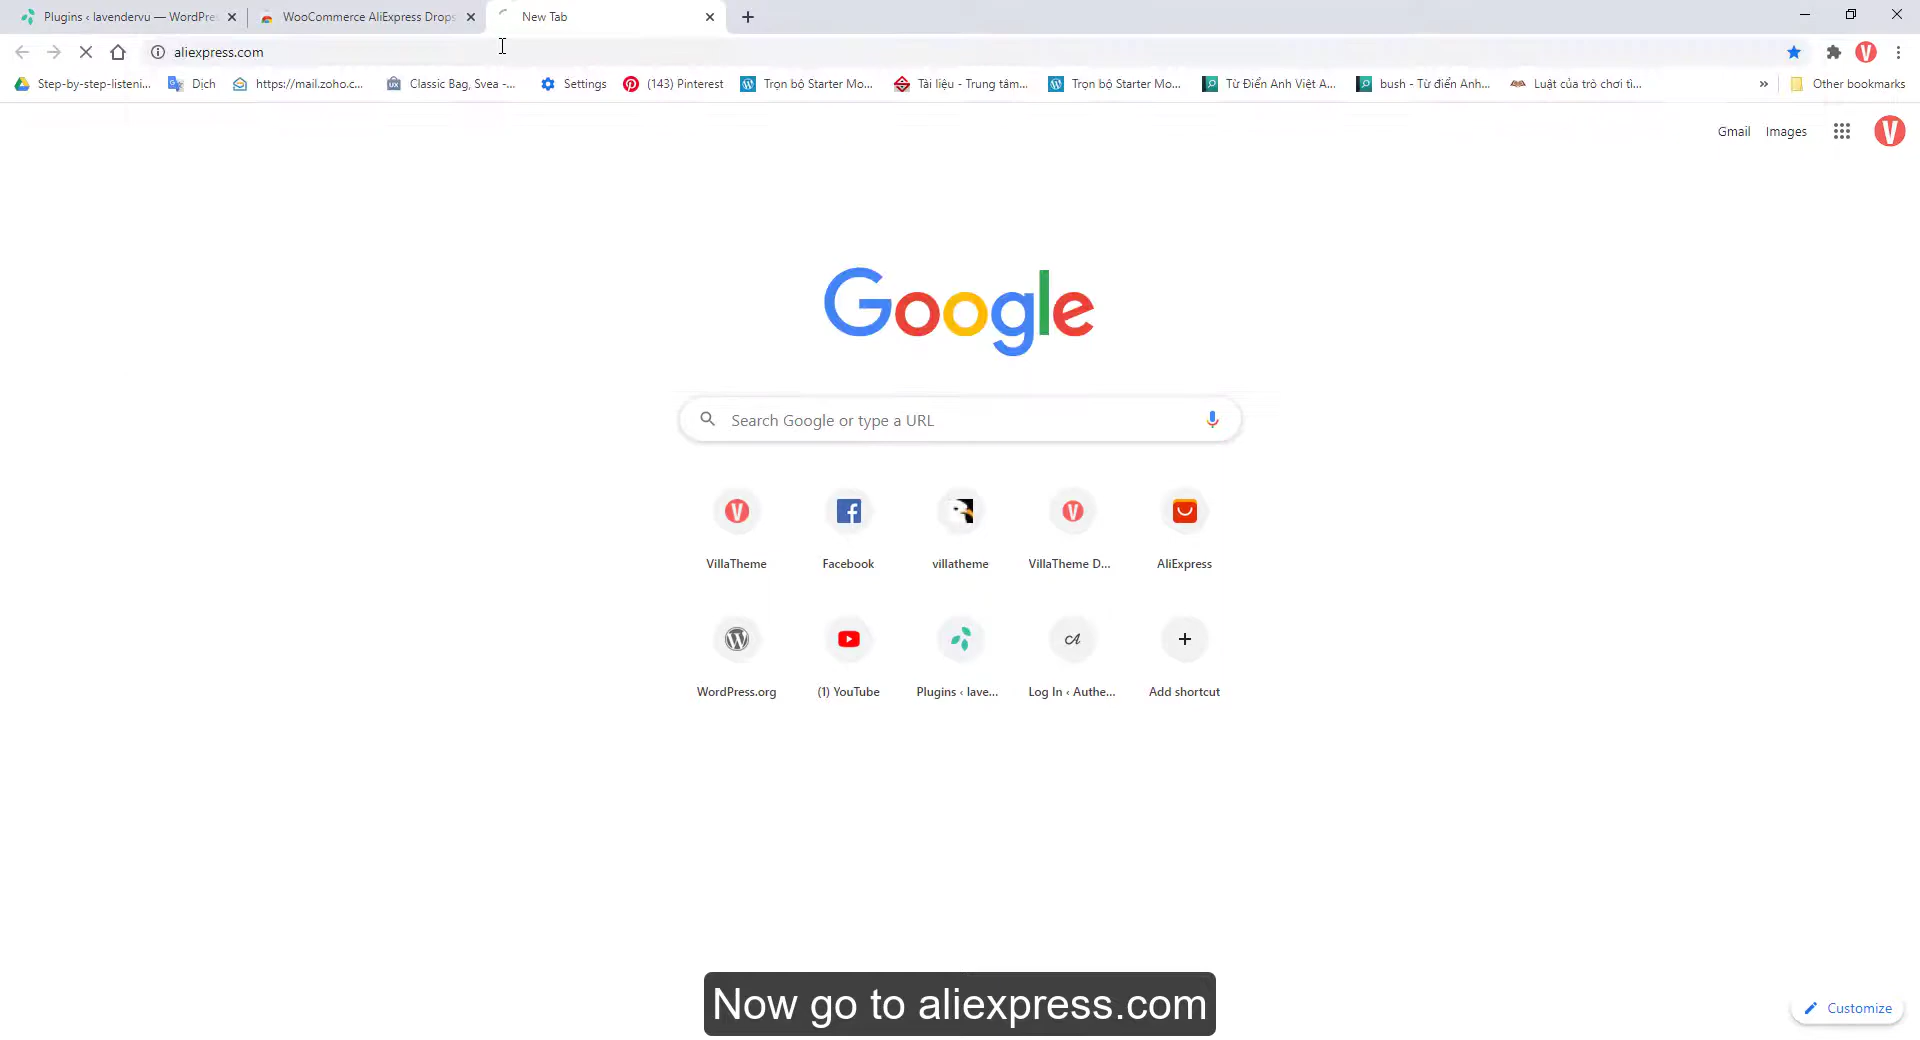 Plugins ‹ lavendervu — WordPre
WooCommerce AliExpress Drops
New Tab
aliexpress.com
Step-by-step-listeni...
Dịch
https://mail.zoho.c...
Classic Bag, Svea -...
Settings
(143) Pinterest
Trọn bộ Starter Mo...
Tài liệu - Trung tâm...
Trọn bộ Starter Mo...
Từ Điển Anh Việt A...
bush - Từ điển Anh...
Luật của trò chơi tì...
»
Other bookmarks
Gmail
Images
Google
Search Google or type a URL
VillaTheme
Facebook
villatheme
VillaTheme D...
AliExpress
WordPress.org
(1) YouTube
Plugins ‹ lave...
Log In ‹ Authe...
Add shortcut
Now go to aliexpress.com
Customize